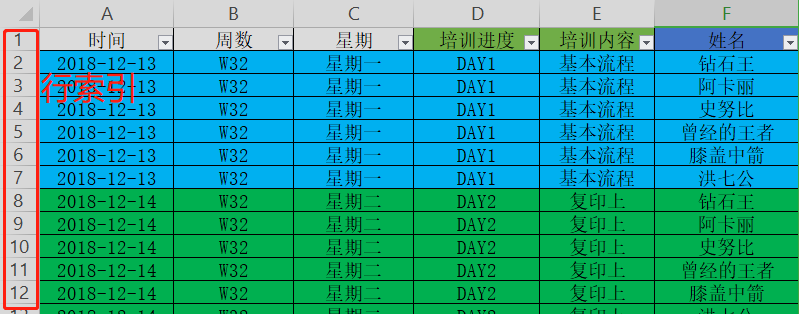 A B C D E F
1 时间 周数 星期 培训进度 培训内容 姓名
2 2018-12-13 W32 星期一 DAY1 基本流程 钻石王
3 2018-12-13 W32 星期一 DAY1 基本流程 阿卡丽
行索引
4 2018-12-13 W32 星期一 DAY1 基本流程 史努比
5 2018-12-13 W32 星期一 DAY1 基本流程 曾经的王者
6 2018-12-13 W32 星期一 DAY1 基本流程 膝盖中箭
7 2018-12-13 W32 星期一 DAY1 基本流程 洪七公
8 2018-12-14 W32 星期二 DAY2 复印上 钻石王
9 2018-12-14 W32 星期二 DAY2 复印上 阿卡丽
10 2018-12-14 W32 星期二 DAY2 复印上 史努比
11 2018-12-14 W32 星期二 DAY2 复印上 曾经的王者
12 2018-12-14 W32 星期二 DAY2 复印上 膝盖中箭